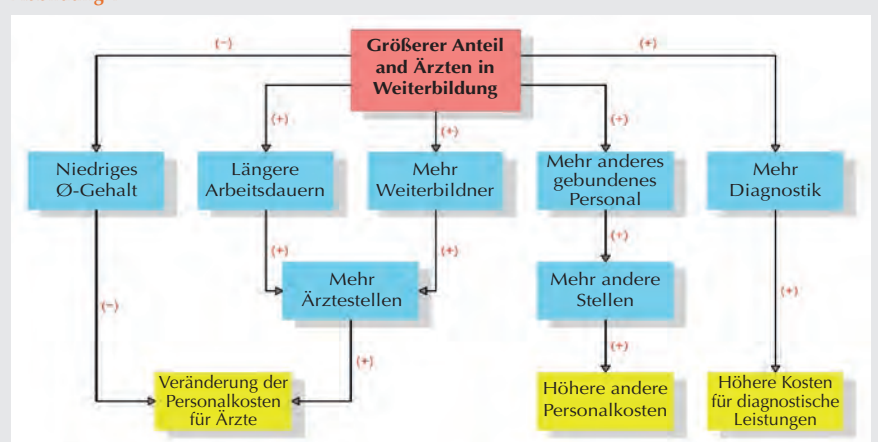 Größerer Anteil
and Ärzten in
Weiterbildung
(−)
(+)
(+)
(+)
(+)
Niedriges
Ø-Gehalt
Längere
Arbeitsdauern
Mehr
Weiterbildner
Mehr anderes
gebundenes
Personal
Mehr
Diagnostik
(+)
(+)
(+)
Mehr
Ärztestellen
Mehr andere
Stellen
(−)
(+)
(+)
(+)
Veränderung der
Personalkosten
für Ärzte
Höhere andere
Personalkosten
Höhere Kosten
für diagnostische
Leistungen